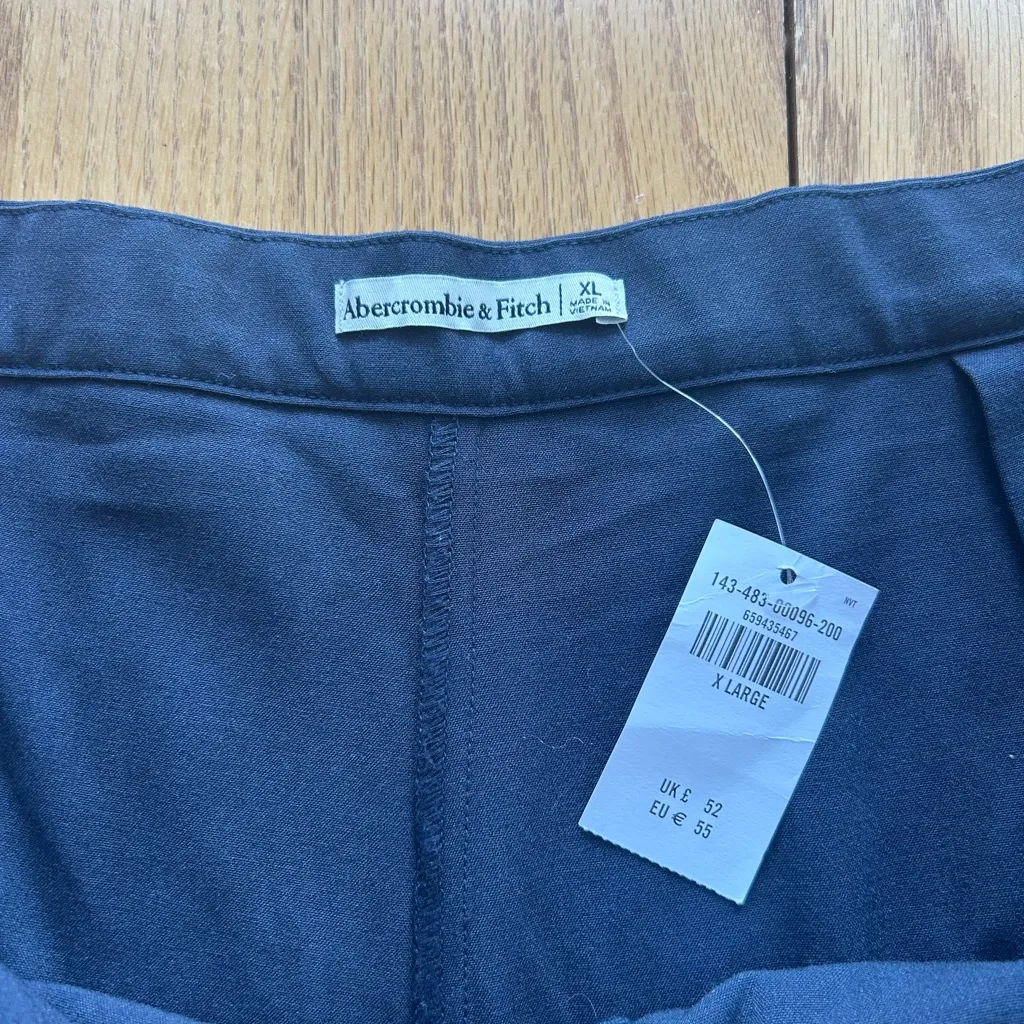 Abercrombie & Fitch | XL
MADE IN
VIETNAM
NVT
143-483-00096-200
659435467
X LARGE
UK £ 52
EU € 55